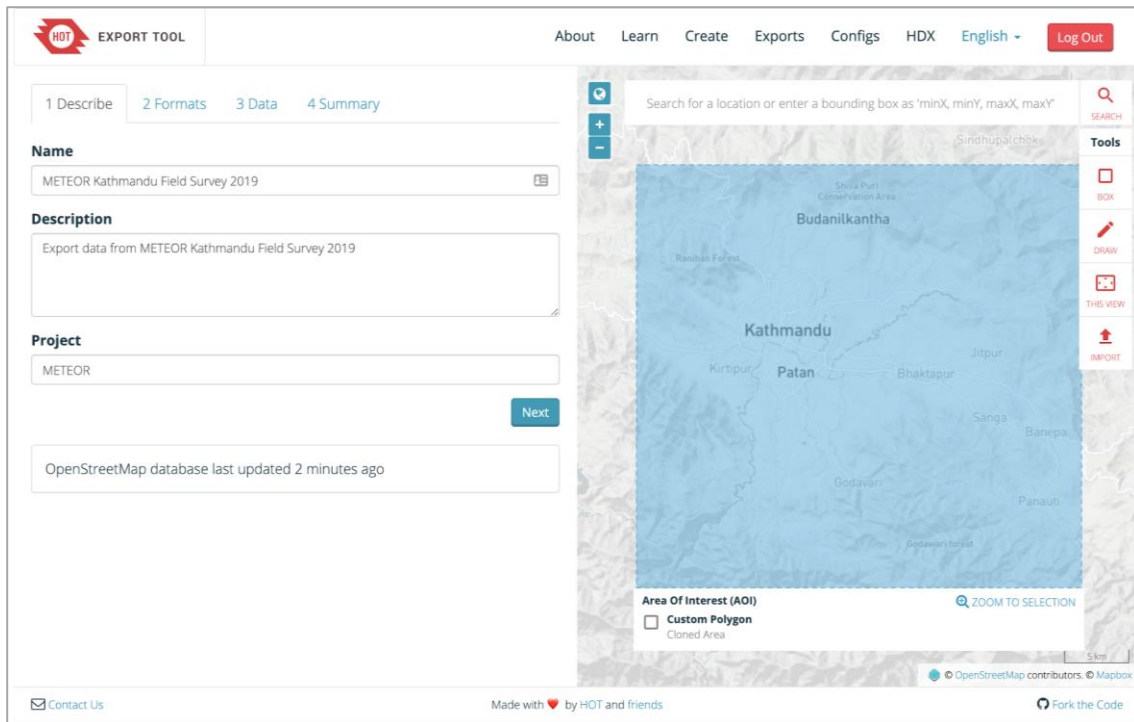 HOT EXPORT TOOL
About Learn Create Exports Configs HDX English Log Out
1 Describe 2 Formats 3 Data 4 Summary
Name
METEOR Kathmandu Field Survey 2019
Description
Export data from METEOR Kathmandu Field Survey 2019
Project
METEOR
Next
OpenStreetMap database last updated 2 minutes ago
+
−
Search for a location or enter a bounding box as 'minX, minY, maxX, maxY'
SEARCH
Tools
BOX
DRAW
THIS VIEW
IMPORT
Sindhupalchok
Shiva Puri
Conservation Area
Budanilkantha
Raniban Forest
Kathmandu
Jitpur
Kirtipur Patan Bhaktapur
Sanga
Banepa
Godavari
Panauti
Godawari forest
Area Of Interest (AOI) ZOOM TO SELECTION
Custom Polygon
Cloned Area
5 km
© OpenStreetMap contributors. © Mapbox
Contact Us Made with ❤ by HOT and friends Fork the Code